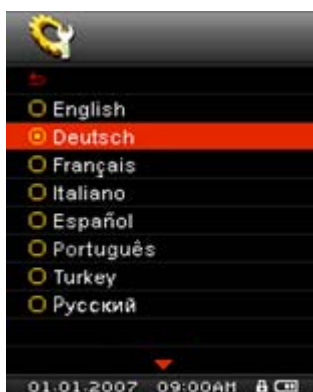 English
Deutsch
Français
Italiano
Español
Português
Turkey
Русский
01.01.2007 09:00AM